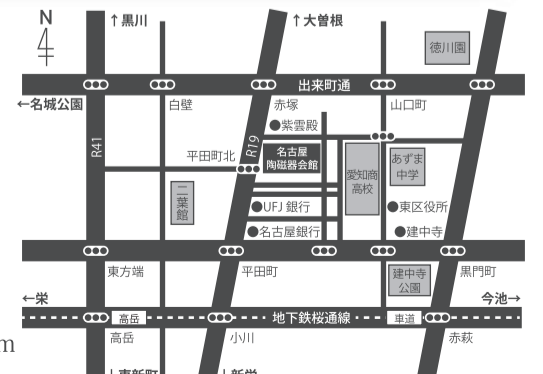 N
↑黒川
↑大曽根
徳川園
出来町通
←名城公園
白壁
赤塚
山口町
●紫雲殿
R41
R19
平田町北
名古屋
陶磁器会館
愛知商
高校
あずま
中学
二葉館
●UFJ 銀行
●東区役所
●名古屋銀行
●建中寺
東方端
平田町
黒門町
建中寺
公園
←栄
今池→
高岳
地下鉄桜通線
車道
高岳
小川
赤萩
m
↓東新町
↓新栄